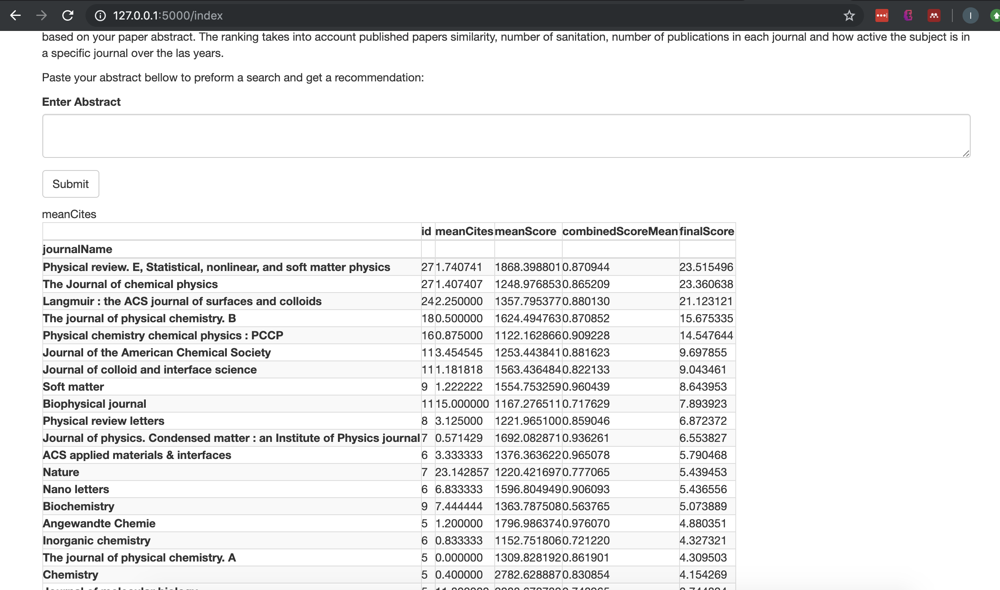 127.0.0.1:5000/index
based on your paper abstract. The ranking takes into account published papers similarity, number of sanitation, number of publications in each journal and how active the subject is in
a specific journal over the las years.
Paste your abstract bellow to preform a search and get a recommendation:
Enter Abstract
Submit
meanCites
id meanCites meanScore combinedScoreMean finalScore
journalName
Physical review. E, Statistical, nonlinear, and soft matter physics 27 1.740741 1868.398801 0.870944 23.515496
The Journal of chemical physics 27 1.407407 1248.976853 0.865209 23.360638
Langmuir : the ACS journal of surfaces and colloids 24 2.250000 1357.795377 0.880130 21.123121
The journal of physical chemistry. B 18 0.500000 1624.494763 0.870852 15.675335
Physical chemistry chemical physics : PCCP 16 0.875000 1122.162866 0.909228 14.547644
Journal of the American Chemical Society 11 3.454545 1253.443841 0.881623 9.697855
Journal of colloid and interface science 11 1.181818 1563.436484 0.822133 9.043461
Soft matter 9 1.222222 1554.753259 0.960439 8.643953
Biophysical journal 11 15.000000 1167.276511 0.717629 7.893923
Physical review letters 8 3.125000 1221.965100 0.859046 6.872372
Journal of physics. Condensed matter : an Institute of Physics journal 7 0.571429 1692.082871 0.936261 6.553827
ACS applied materials & interfaces 6 3.333333 1376.363622 0.965078 5.790468
Nature 7 23.142857 1220.421697 0.777065 5.439453
Nano letters 6 6.833333 1596.804949 0.906093 5.436556
Biochemistry 9 7.444444 1363.787508 0.563765 5.073889
Angewandte Chemie 5 1.200000 1796.986374 0.976070 4.880351
Inorganic chemistry 6 0.833333 1152.751806 0.721220 4.327321
The journal of physical chemistry. A 5 0.000000 1309.828192 0.861901 4.309503
Chemistry 5 0.400000 2782.628887 0.830854 4.154269
Journal of molecular biology